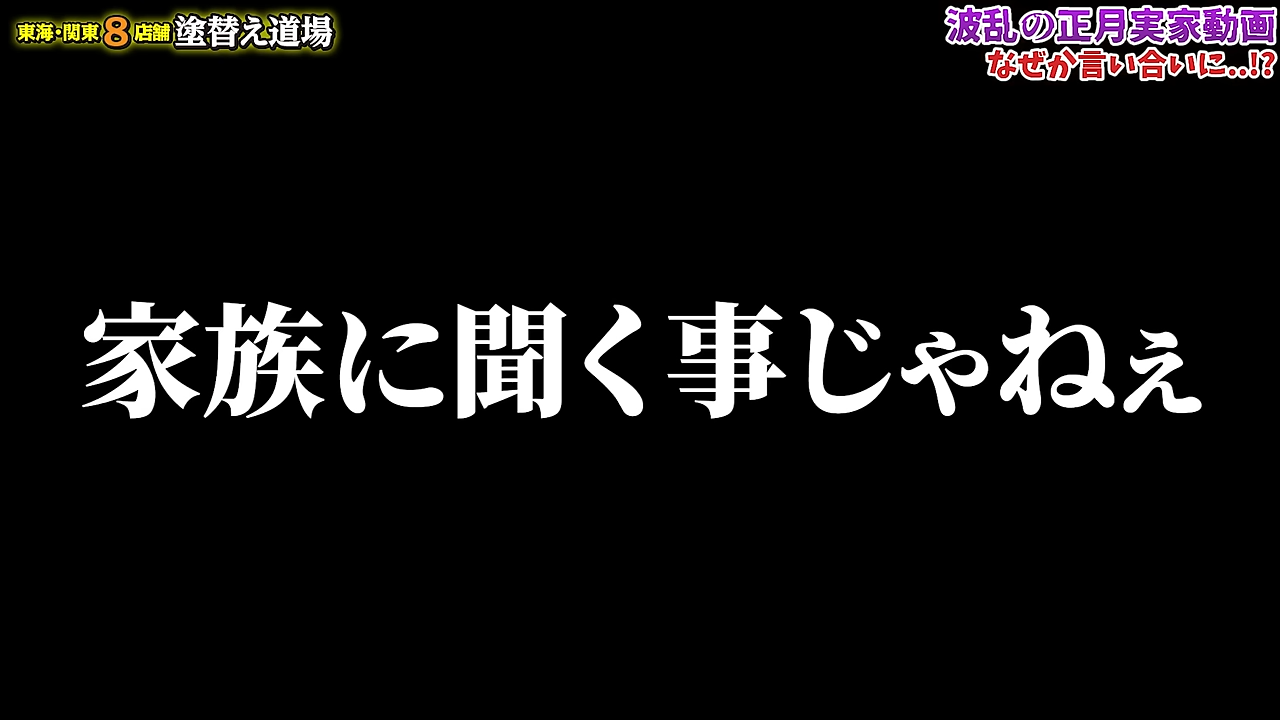 東海・関東8店舗 塗替え道場
波乱の正月実家動画
なぜか言い合いに..!?
家族に聞く事じゃねぇ